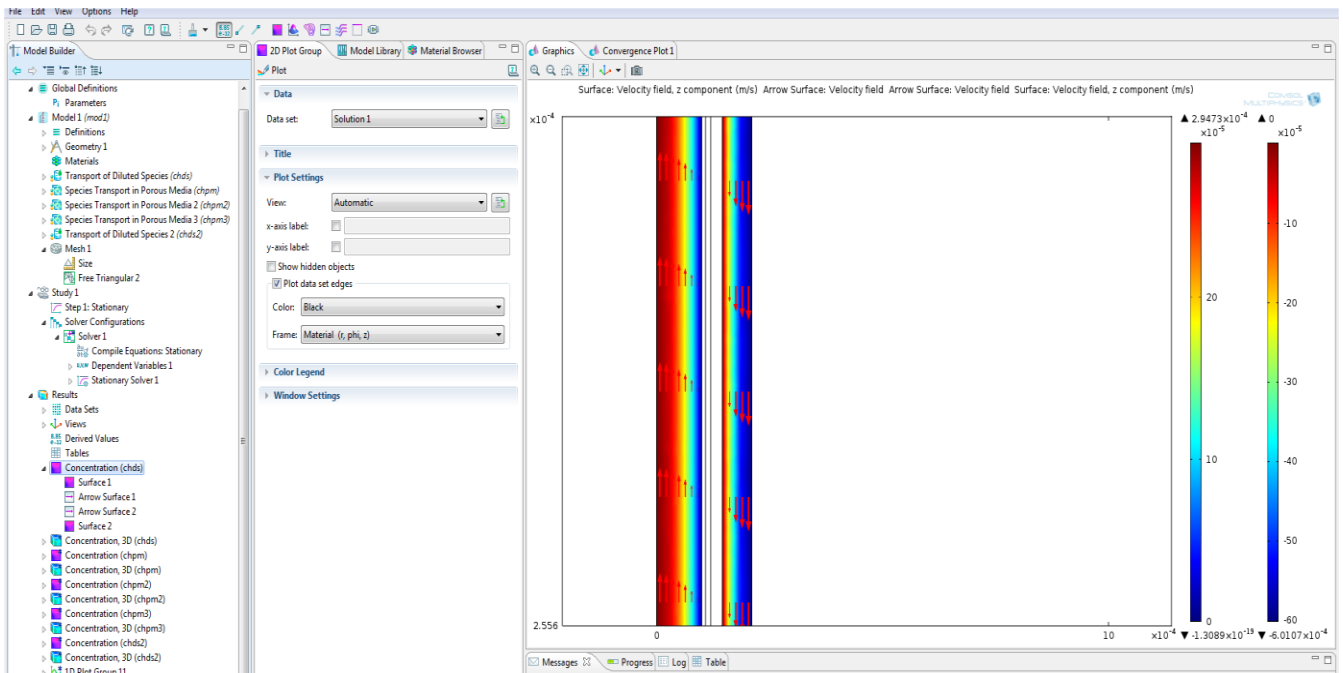 File Edit View Options Help
Model Builder
Global Definitions
Pi Parameters
Model 1 (mod1)
Definitions
Geometry 1
Materials
Transport of Diluted Species (chds)
Species Transport in Porous Media (chpm)
Species Transport in Porous Media 2 (chpm2)
Species Transport in Porous Media 3 (chpm3)
Transport of Diluted Species 2 (chds2)
Mesh 1
Size
Free Triangular 2
Study 1
Step 1: Stationary
Solver Configurations
Solver 1
Compile Equations: Stationary
Dependent Variables 1
Stationary Solver 1
Results
Data Sets
Views
Derived Values
Tables
Concentration (chds)
Surface 1
Arrow Surface 1
Arrow Surface 2
Surface 2
Concentration, 3D (chds)
Concentration (chpm)
Concentration, 3D (chpm)
Concentration (chpm2)
Concentration, 3D (chpm2)
Concentration (chpm3)
Concentration, 3D (chpm3)
Concentration (chds2)
Concentration, 3D (chds2)
1D Plot Group 11
2D Plot Group Model Library Material Browser
Plot
Data
Data set: Solution 1
Title
Plot Settings
View: Automatic
x-axis label:
y-axis label:
Show hidden objects
Plot data set edges
Color: Black
Frame: Material (r, phi, z)
Color Legend
Window Settings
Graphics Convergence Plot 1
Surface: Velocity field, z component (m/s) Arrow Surface: Velocity field Arrow Surface: Velocity field Surface: Velocity field, z component (m/s)
COMSOL
MULTIPHYSICS
×10⁻⁴
▲ 2.9473×10⁻⁴ ▲ 0
×10⁻⁵ ×10⁻⁵
-10
20 -20
-30
10 -40
-50
0 -60
2.556
0 10 ×10⁻⁴ ▼ -1.3089×10⁻¹⁹ ▼ -6.0107×10⁻⁴
Messages Progress Log Table